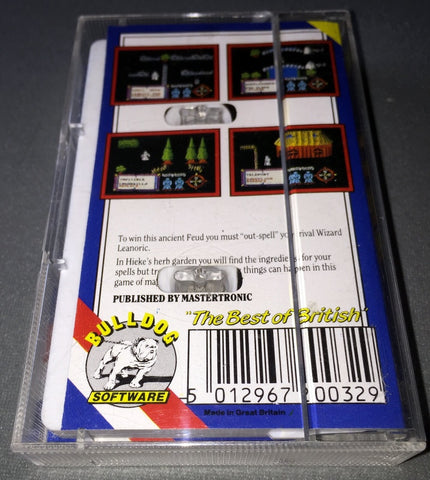 TELEPORT
To win this ancient Feud you must "out-spell" your rival Wizard
Leanoric.
In Hieke's herb garden you will find the for your
spells but things can happen in this
game of
PUBLISHED BY MASTERTRONIC
"The Best of British"
BULLDOG
SOFTWARE
5 012967 200329
Made in Great Britain